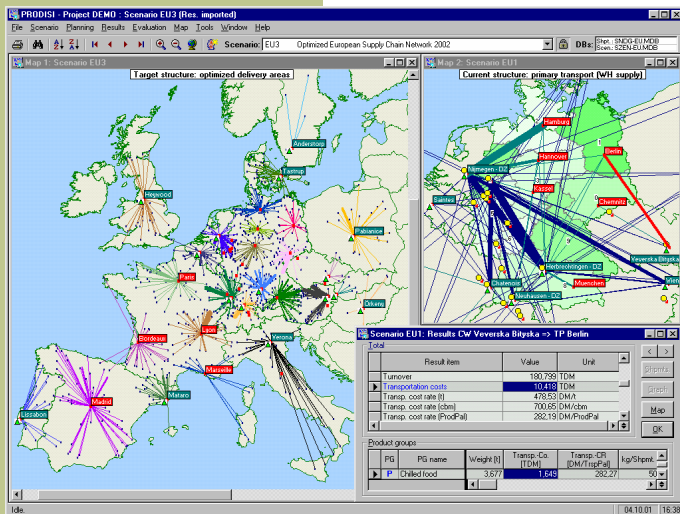 PRODISI - Project DEMO : Scenario EU3 (Res. imported)
File Scenario Planning Results Evaluation Map Tools Window Help
Scenario: EU3 Optimized European Supply Chain Network 2002
DBs: Shpt.: SNDG-EU.MDB
Scen.: SZEN-EU.MDB
Map 1: Scenario EU3
Target structure: optimized delivery areas
Anderstorp
Tastrup
Heywood
Pabianice
Paris
Örkeny
Lyon
Bordeaux
Verona
Marseille
Mataro
Madrid
Lissabon
Map 2: Scenario EU1
Current structure: primary transport (WH supply)
Hamburg
Berlin
Hannover
Nijmegen - DZ
Kassel
Saintes
Chemnitz
Veverska Bityska
Herbrechtingen - DZ
Wien
Chatenois
Muenchen
Neuhausen - DZ
Scenario EU1: Results CW Veverska Bityska => TP Berlin
Total
Result item Value Unit
Turnover 180,799 TDM
Transportation costs 10,418 TDM
Transp. cost rate (t) 478,53 DM/t
Transp. cost rate (cbm) 700,65 DM/cbm
Transp. cost rate (ProdPal) 282,19 DM/ProdPal
< >
Shpmts
Graph
Map
OK
Product groups
PG PG name Weight [t] Transp.-Co. [TDM] Transp.-CR [DM/TrspPal] kg/Shpmt
P Chilled food 3,677 1,649 282,27 50
Idle. 04.10.01 16:38